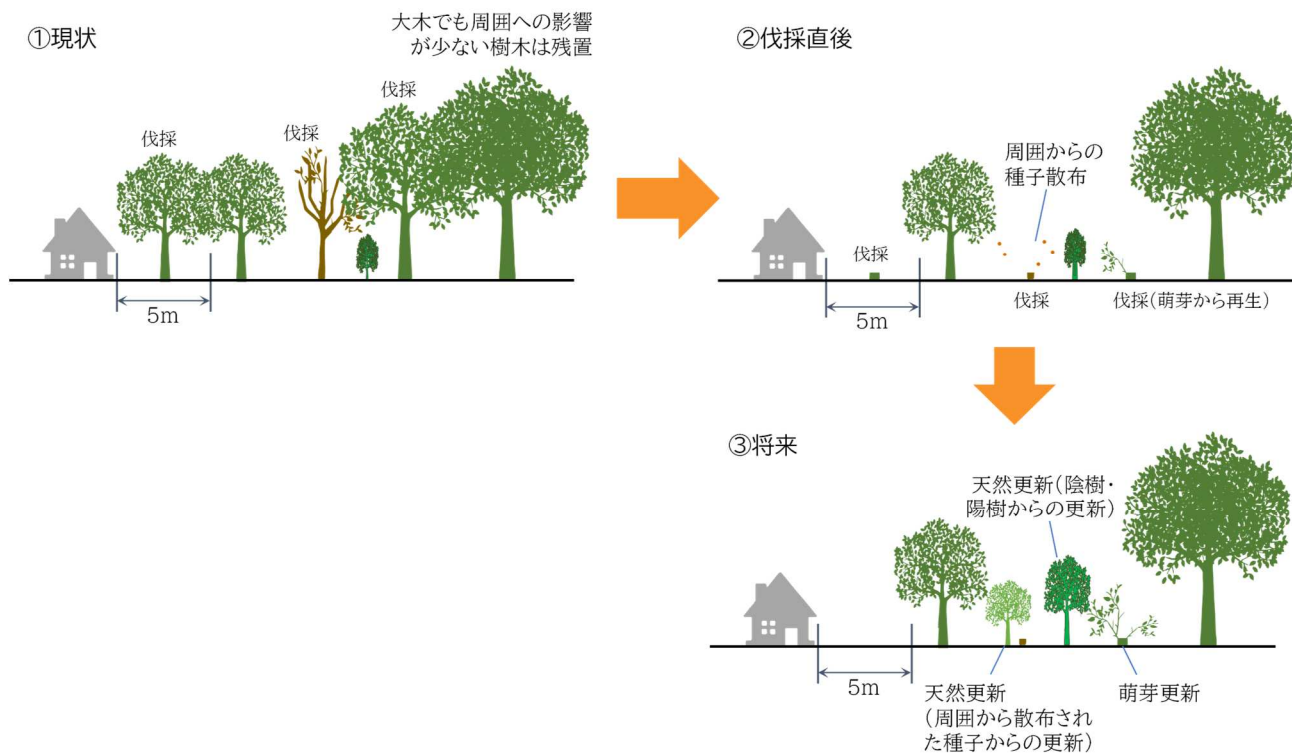 ①現状
大木でも周囲への影響
が少ない樹木は残置
伐採
伐採
伐採
5m
②伐採直後
周囲からの
種子散布
伐採
伐採
伐採(萌芽から再生)
5m
③将来
天然更新(陰樹・
陽樹からの更新)
5m
天然更新
(周囲から散布され
た種子からの更新)
萌芽更新